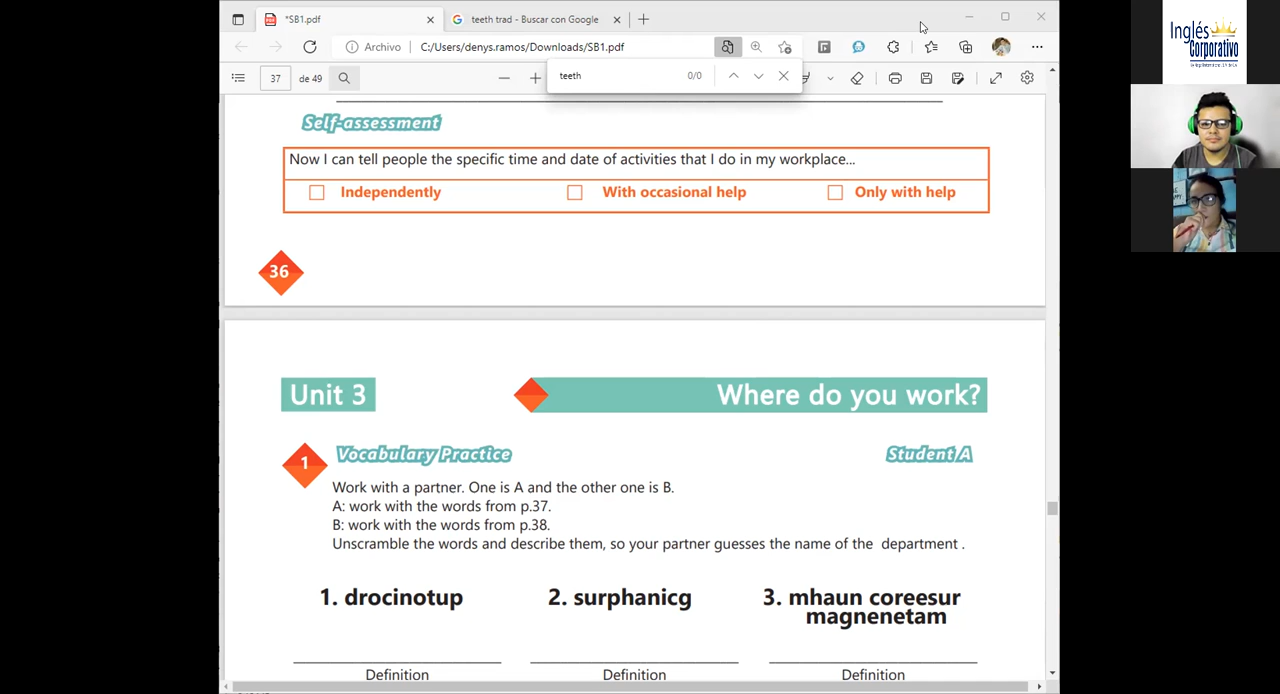 *SB1.pdf
teeth trad - Buscar con Google
Archivo
C:/Users/denys.ramos/Downloads/SB1.pdf
37
de 49
teeth
0/0
Self-assessment
Now I can tell people the specific time and date of activities that I do in my workplace...
Independently
With occasional help
Only with help
36
Unit 3
Where do you work?
1
Vocabulary Practice
Student A
Work with a partner. One is A and the other one is B.
A: work with the words from p.37.
B: work with the words from p.38.
Unscramble the words and describe them, so your partner guesses the name of the department .
1. drocinotup
2. surphanicg
3. mhaun coreesur
magnenetam
Definition
Definition
Definition
Inglés
Corporativo